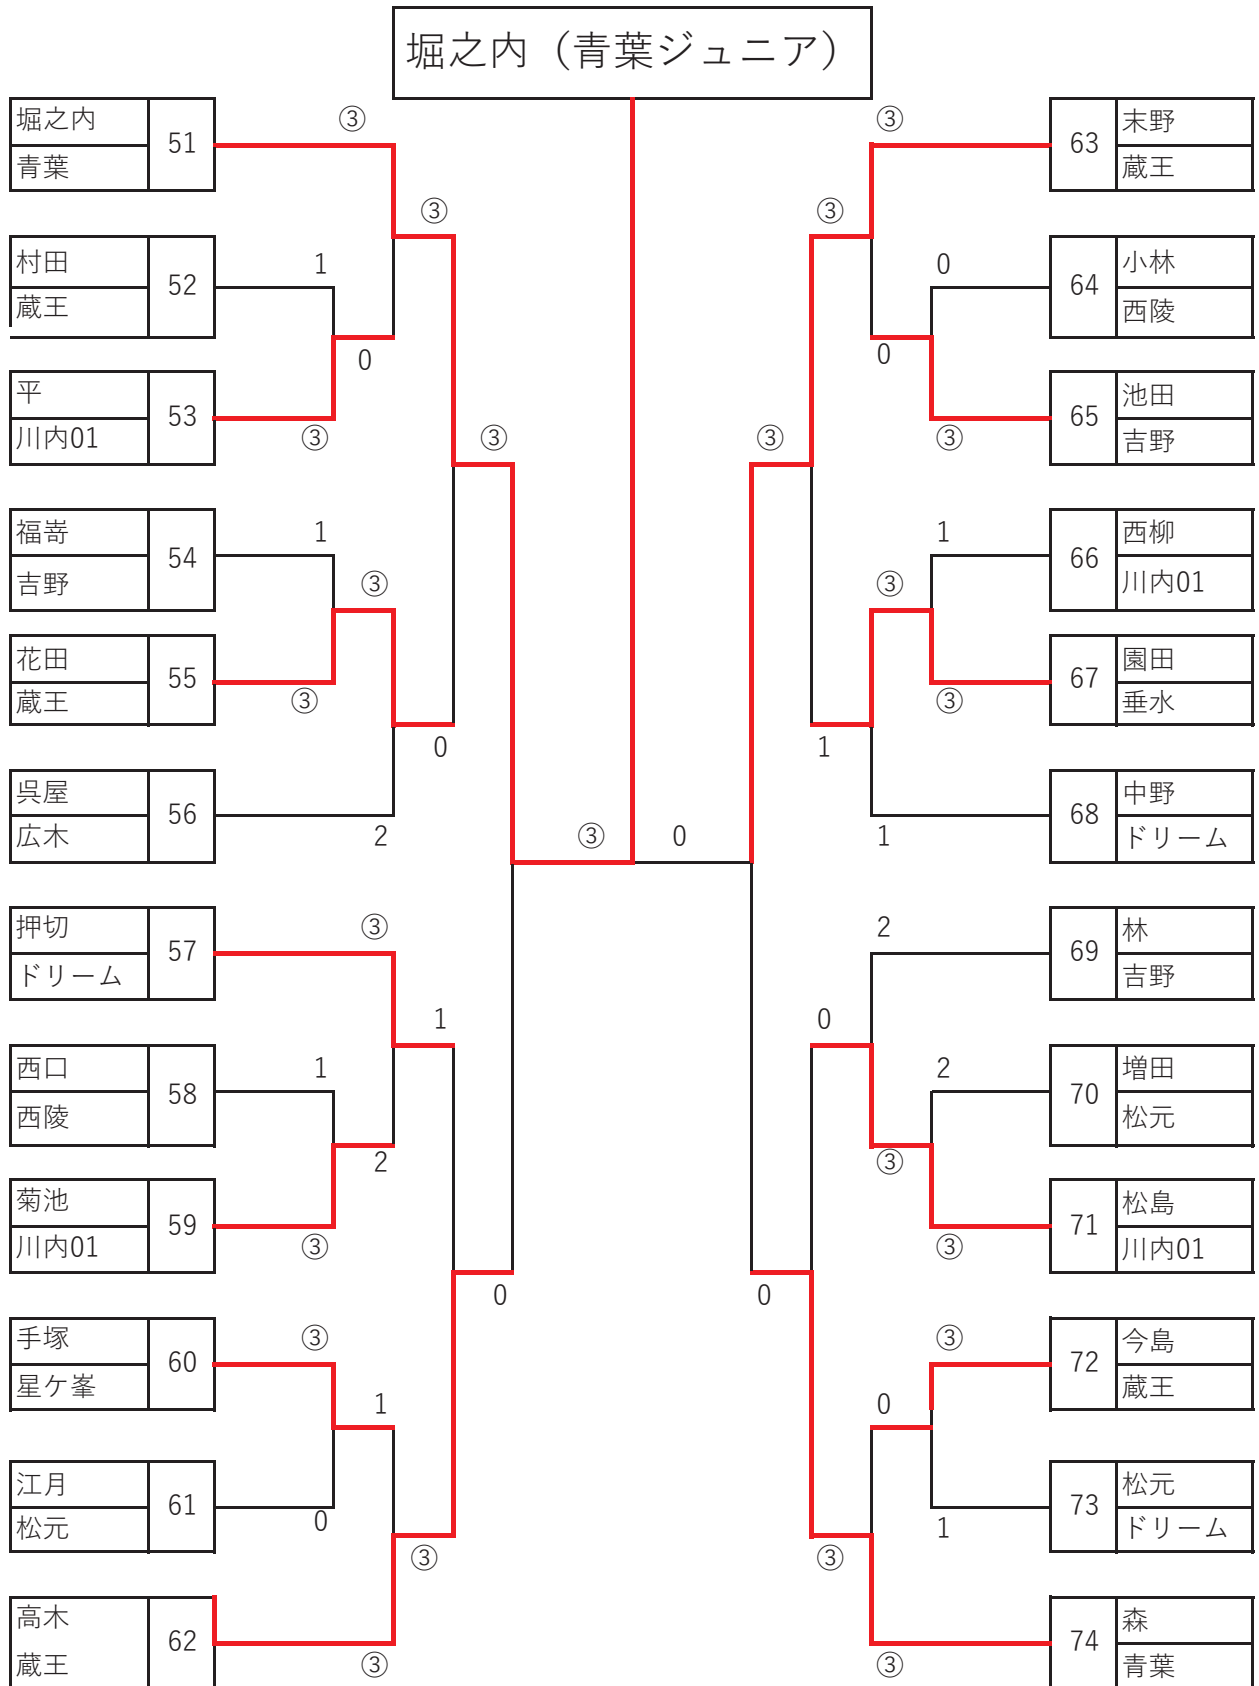 堀之内（青葉ジュニア）
堀之内
51
青葉
③
③
村田
52
蔵王
1
0
平
53
川内01
③
③
福嵜
54
吉野
1
③
花田
55
蔵王
③
0
呉屋
56
広木
2
③
押切
57
ドリーム
③
1
西口
58
西陵
1
2
菊池
59
川内01
③
0
手塚
60
星ケ峯
③
1
江月
61
松元
0
③
高木
62
蔵王
③
③
63
末野
蔵王
③
0
64
小林
西陵
0
65
池田
吉野
③
③
1
66
西柳
川内01
③
67
園田
垂水
③
1
68
中野
ドリーム
1
0
2
69
林
吉野
0
2
70
増田
松元
③
71
松島
川内01
③
0
③
72
今島
蔵王
0
73
松元
ドリーム
1
③
74
森
青葉
③